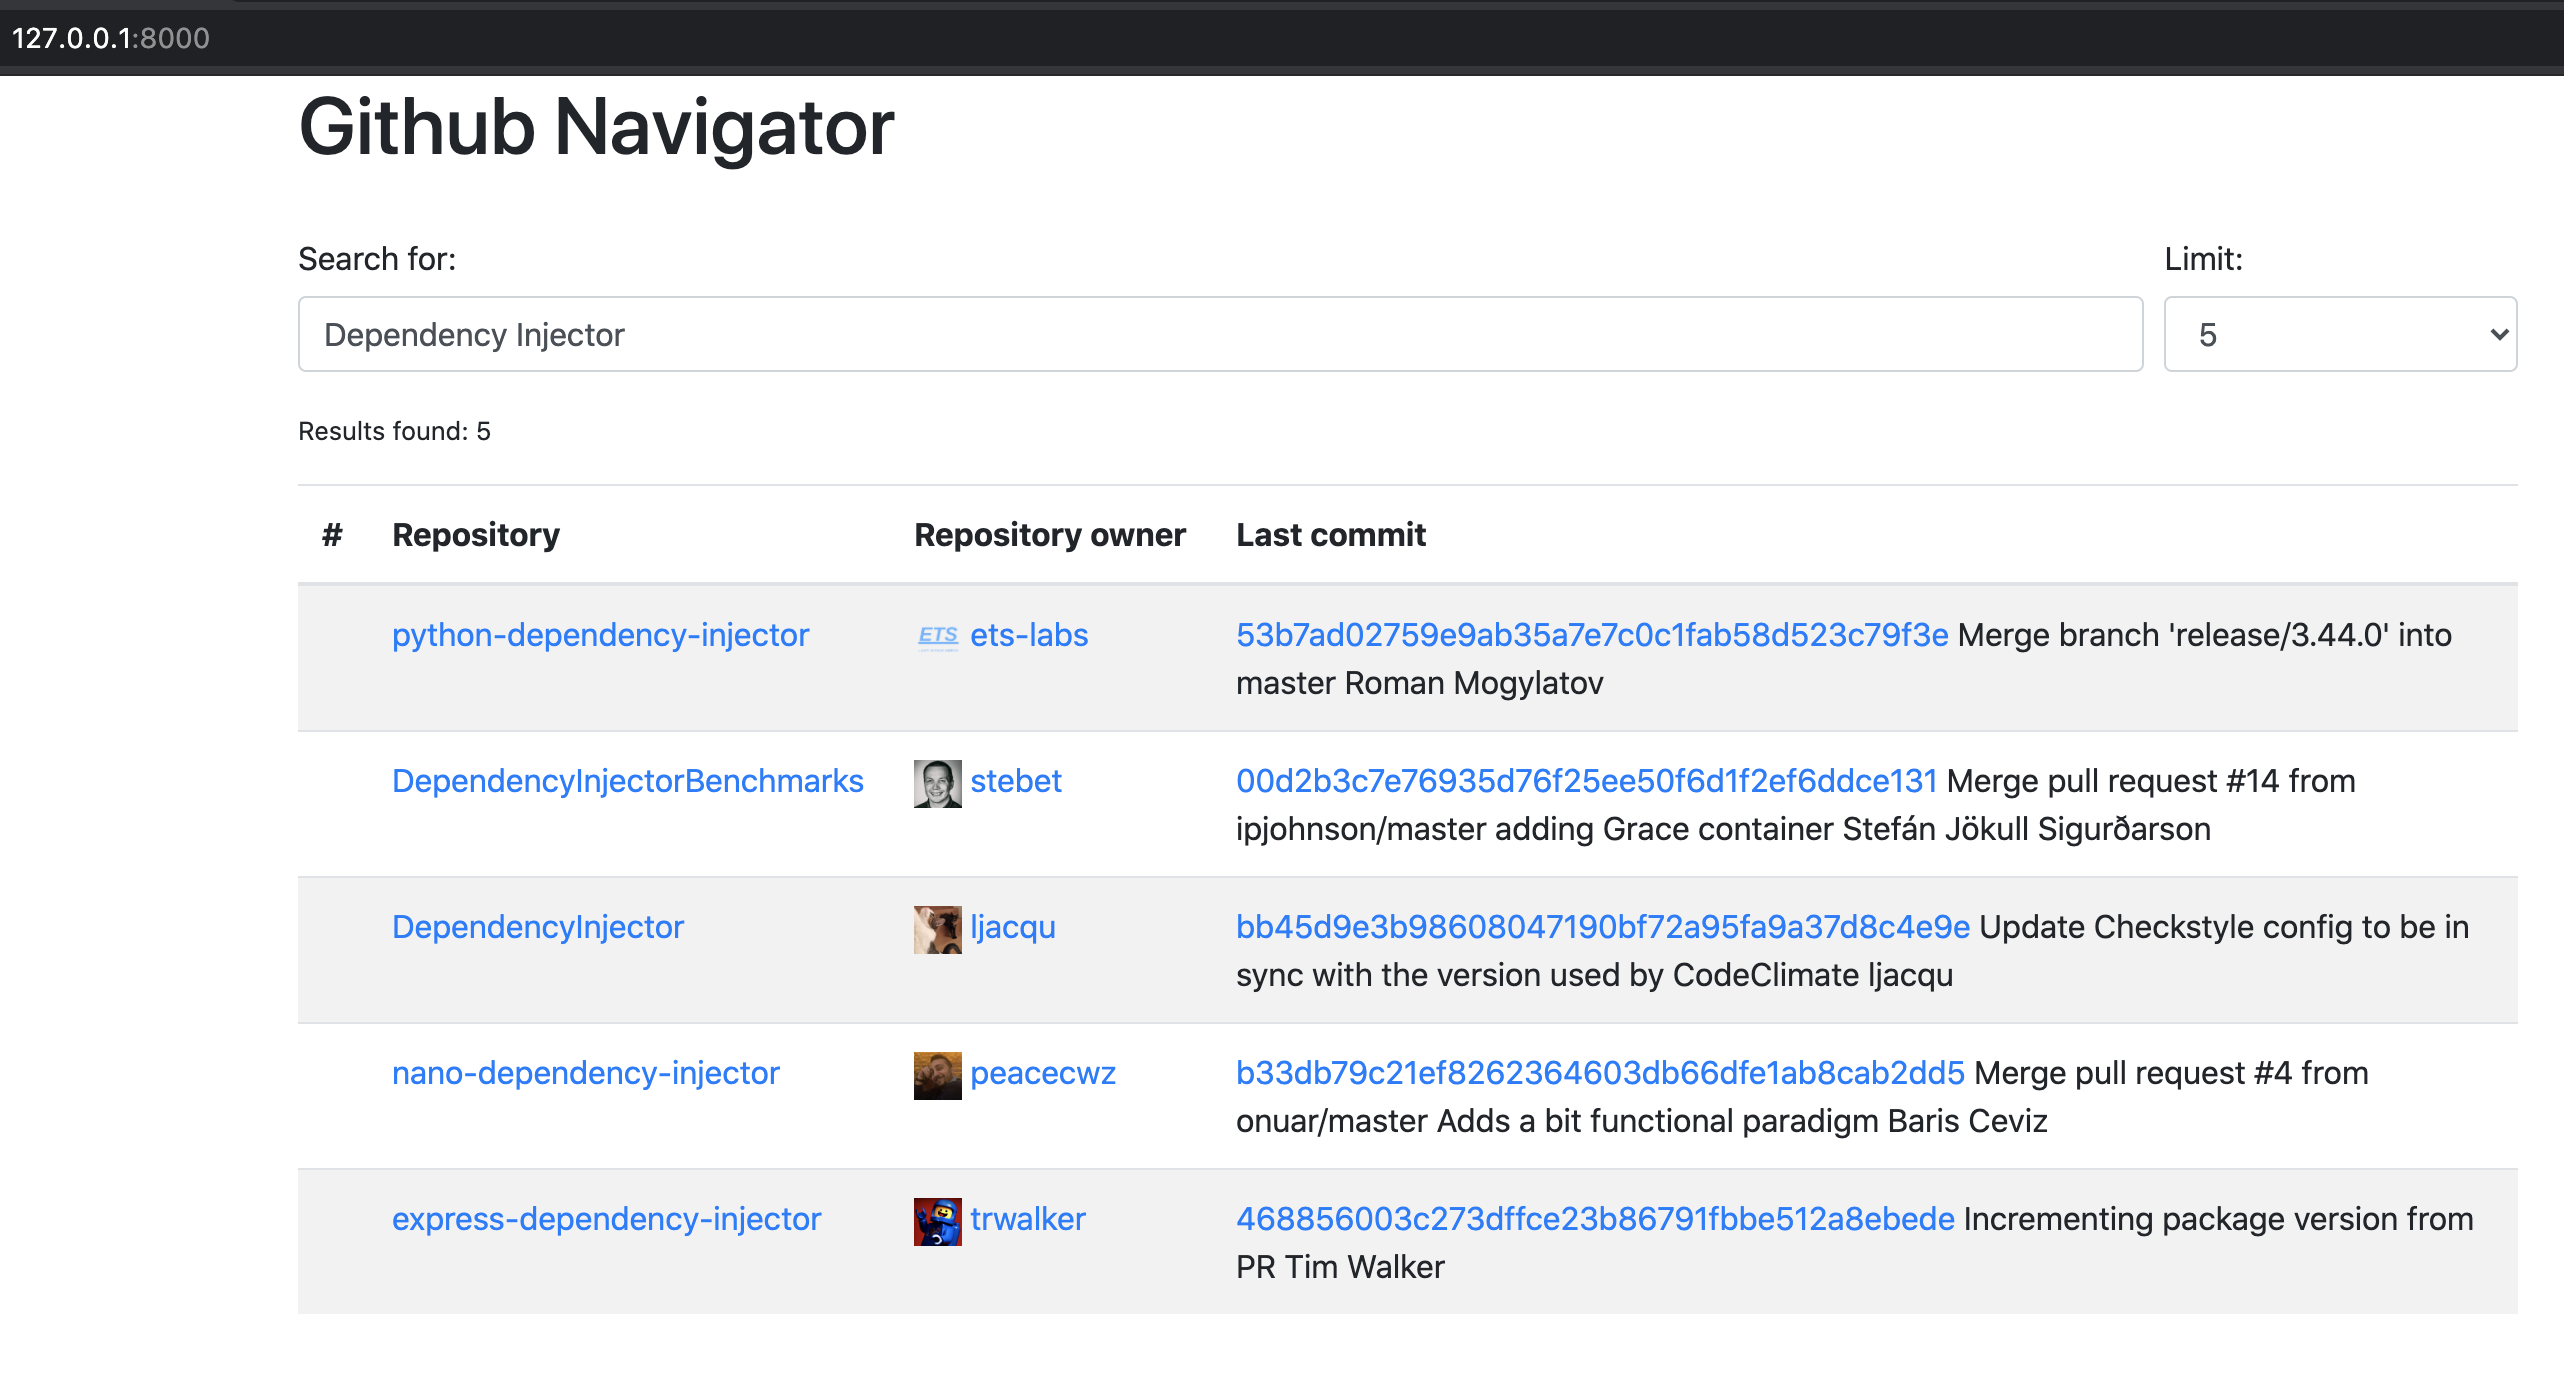 127.0.0.1:8000
Github Navigator
Search for:
Limit:
Dependency Injector
5
Results found: 5
# Repository Repository owner Last commit
python-dependency-injector ETS ets-labs 53b7ad02759e9ab35a7e7c0c1fab58d523c79f3e Merge branch 'release/3.44.0' into
master Roman Mogylatov
DependencyInjectorBenchmarks stebet 00d2b3c7e76935d76f25ee50f6d1f2ef6ddce131 Merge pull request #14 from
ipjohnson/master adding Grace container Stefán Jökull Sigurðarson
DependencyInjector ljacqu bb45d9e3b98608047190bf72a95fa9a37d8c4e9e Update Checkstyle config to be in
sync with the version used by CodeClimate ljacqu
nano-dependency-injector peacecwz b33db79c21ef8262364603db66dfe1ab8cab2dd5 Merge pull request #4 from
onuar/master Adds a bit functional paradigm Baris Ceviz
express-dependency-injector trwalker 468856003c273dffce23b86791fbbe512a8ebede Incrementing package version from
PR Tim Walker